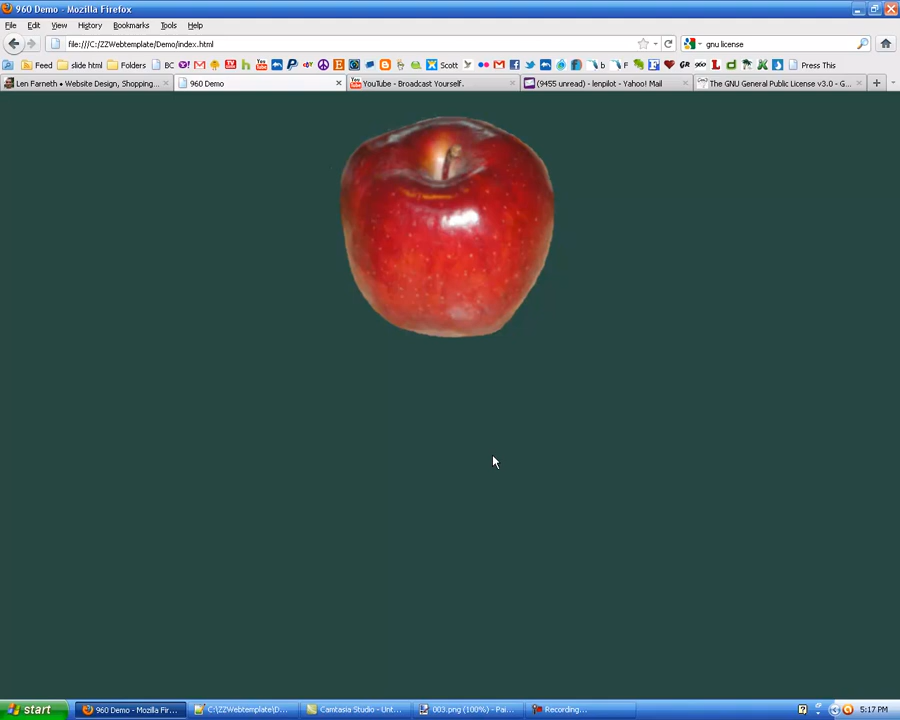 960 Demo - Mozilla Firefox
File Edit View History Bookmarks Tools Help
file:///C:/ZZWebtemplate/Demo/index.html
gnu license
Feed slide html Folders BC Scott b F 960 Press This
Len Farneth • Website Design, Shopping...
960 Demo
YouTube - Broadcast Yourself.
(9455 unread) - lenpilot - Yahoo! Mail
The GNU General Public License v3.0 - G...
start
960 Demo - Mozilla Fir...
C:\ZZWebtemplate\D...
Camtasia Studio - Unt...
003.png (100%) - Pai...
Recording...
5:17 PM